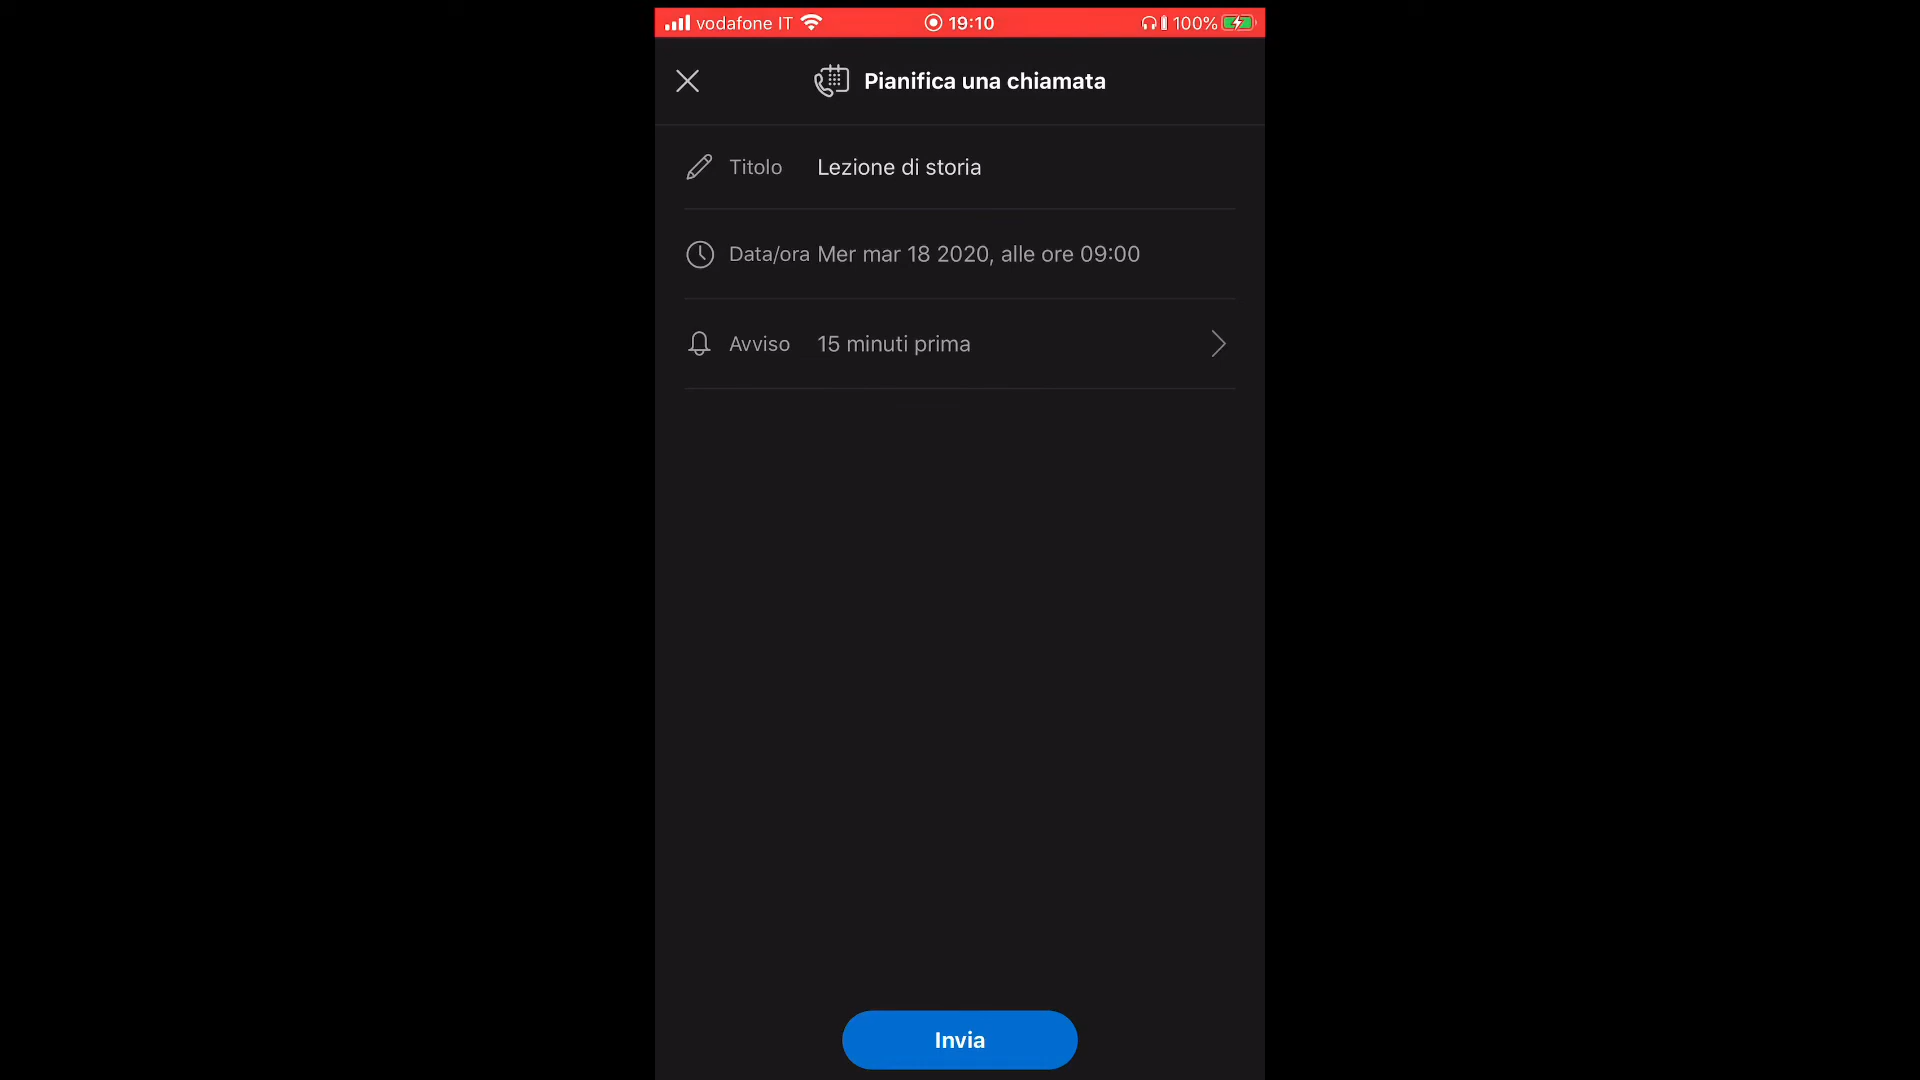 vodafone IT 19:10 100%
Pianifica una chiamata
Titolo Lezione di storia
Data/ora Mer mar 18 2020, alle ore 09:00
Avviso 15 minuti prima
Invia